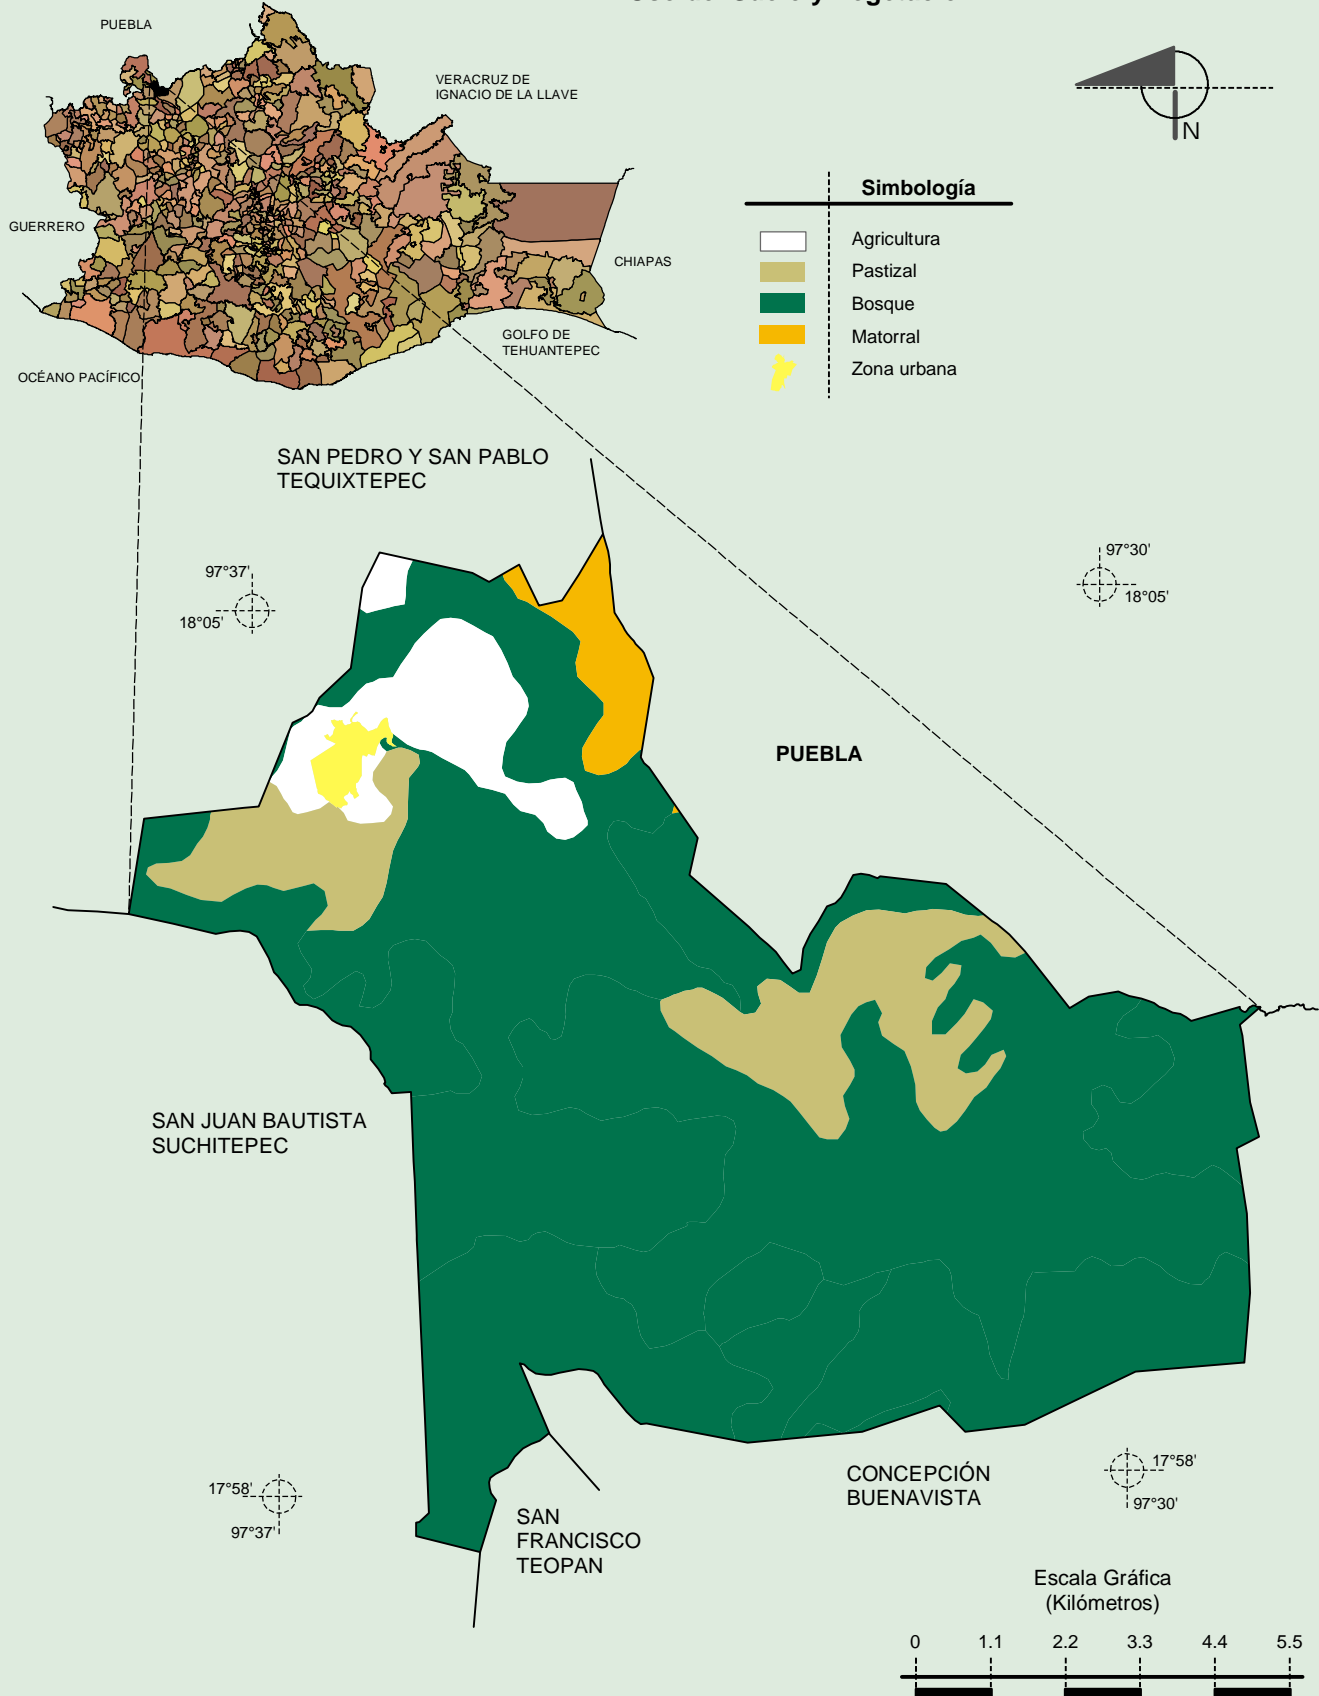 PUEBLA
VERACRUZ DE
IGNACIO DE LA LLAVE
N
Simbología
Agricultura
Pastizal
Bosque
Matorral
Zona urbana
GUERRERO
CHIAPAS
GOLFO DE
TEHUANTEPEC
OCÉANO PACÍFICO
SAN PEDRO Y SAN PABLO
TEQUIXTEPEC
97°37'
18°05'
97°30'
18°05'
PUEBLA
SAN JUAN BAUTISTA
SUCHITEPEC
17°58'
97°37'
CONCEPCIÓN
BUENAVISTA
17°58'
97°30'
SAN
FRANCISCO
TEOPAN
Escala Gráfica
(Kilómetros)
0 1.1 2.2 3.3 4.4 5.5